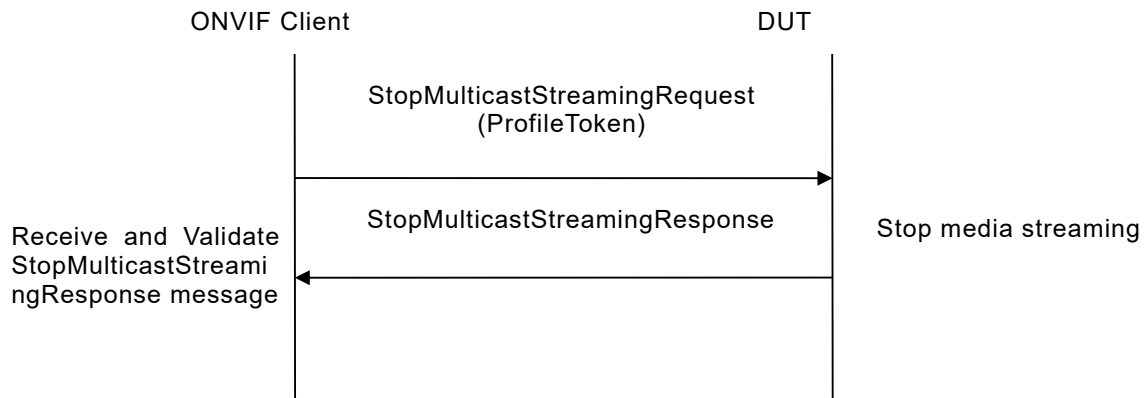 ONVIF Client
DUT
StopMulticastStreamingRequest
(ProfileToken)
StopMulticastStreamingResponse
Stop media streaming
Receive and Validate
StopMulticastStreami
ngResponse message